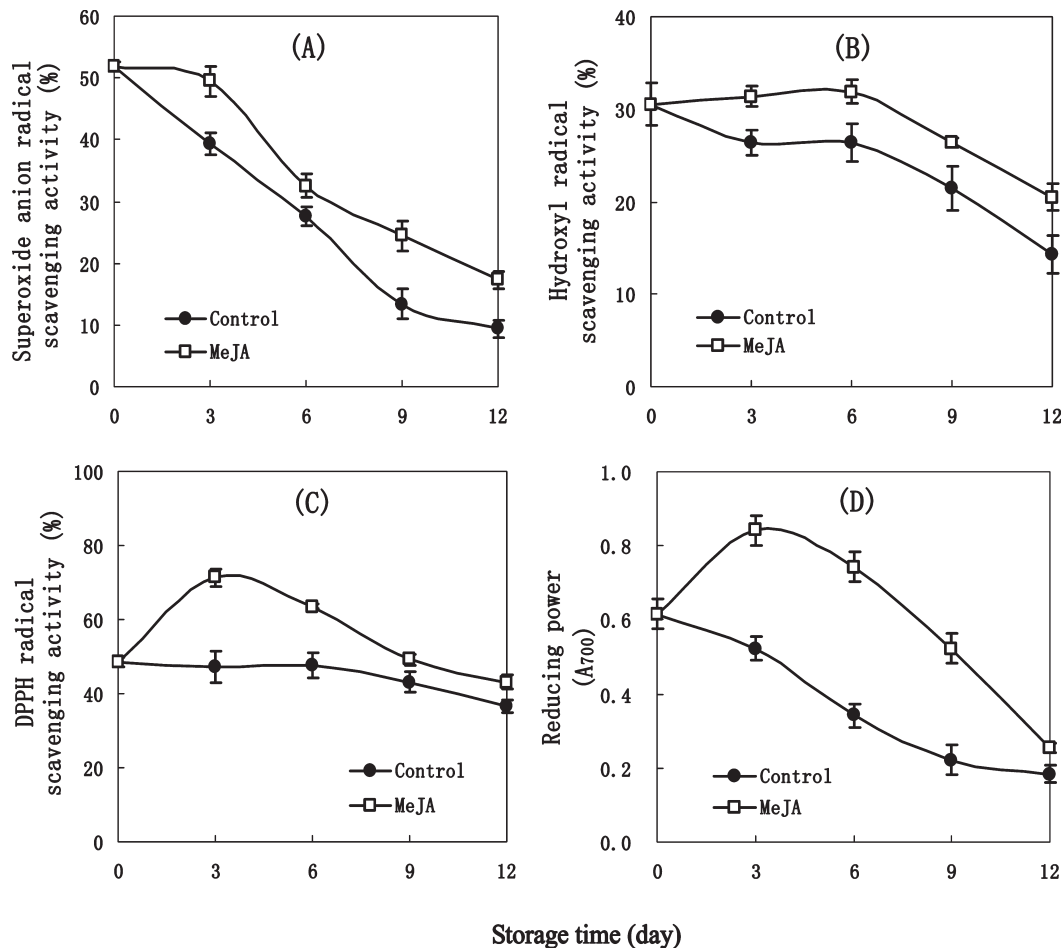 (A)
Superoxide anion radical
scavenging activity (%)
60
50
40
30
20
10
0
Control
MeJA
0 3 6 9 12
(B)
Hydroxyl radical
scavenging activity (%)
40
30
20
10
0
Control
MeJA
0 3 6 9 12
(C)
DPPH radical
scavenging activity (%)
100
80
60
40
20
0
Control
MeJA
0 3 6 9 12
(D)
Reducing power
(A700)
1.0
0.8
0.6
0.4
0.2
0.0
Control
MeJA
0 3 6 9 12
Storage time (day)